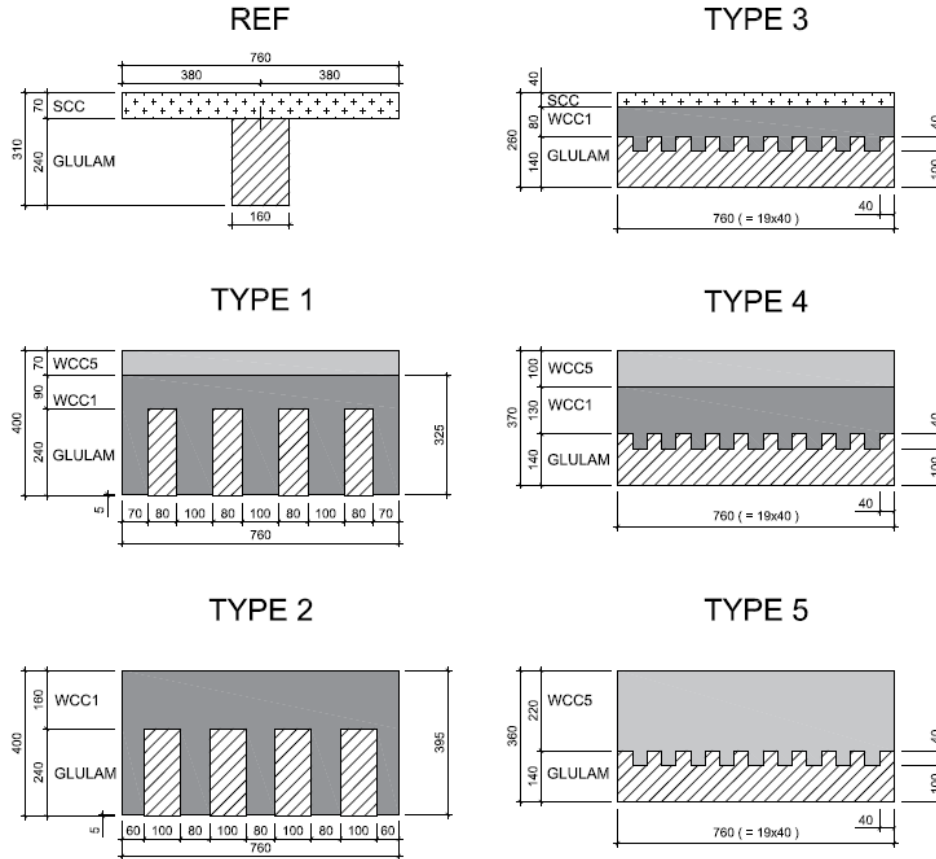 REF
760
380 380
70 SCC
310
240 GLULAM
160
TYPE 3
40
SCC
80 WCC1
260
140 GLULAM
40
100
40
760 ( = 19x40 )
TYPE 1
70 WCC5
90 WCC1
400
240 GLULAM
325
5
70 80 100 80 100 80 100 80 70
760
TYPE 4
100 WCC5
130 WCC1
370
140 GLULAM
40
100
40
760 ( = 19x40 )
TYPE 2
160 WCC1
400
240 GLULAM
395
5
60 100 80 100 80 100 80 100 60
760
TYPE 5
220 WCC5
360
140 GLULAM
40
100
40
760 ( = 19x40 )